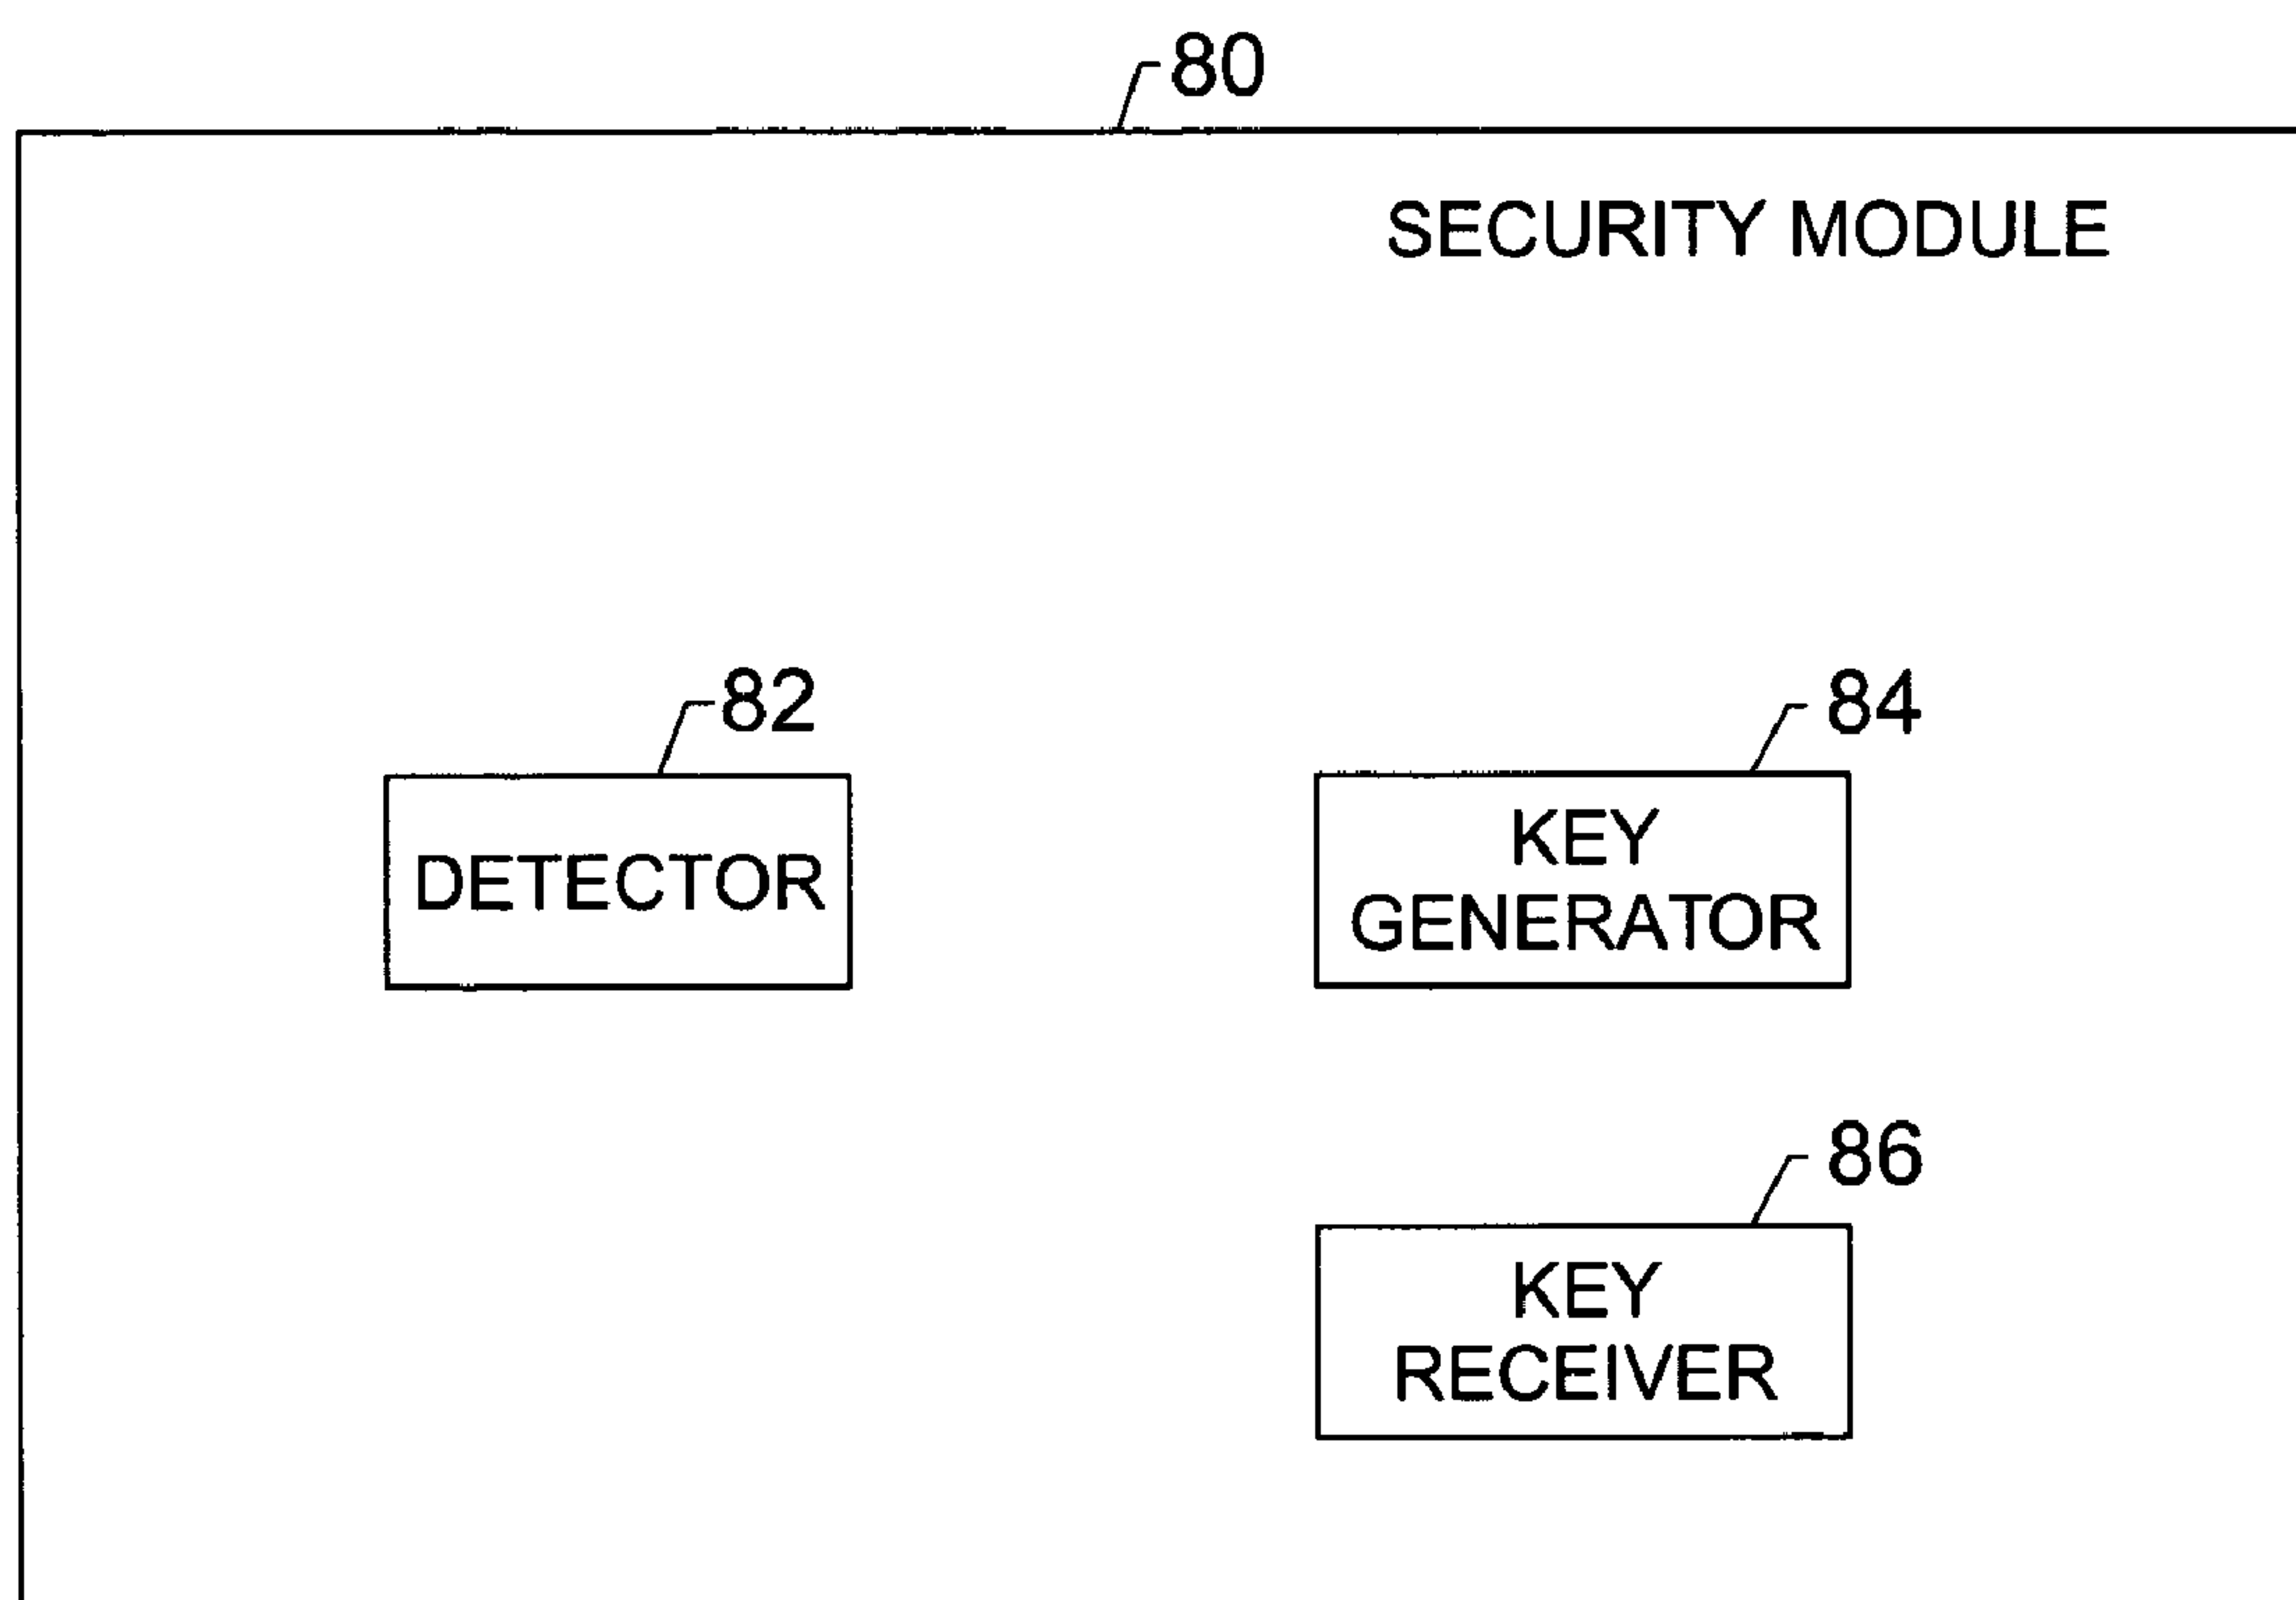 80
SECURITY MODULE
82
84
DETECTOR
KEY
GENERATOR
86
KEY
RECEIVER